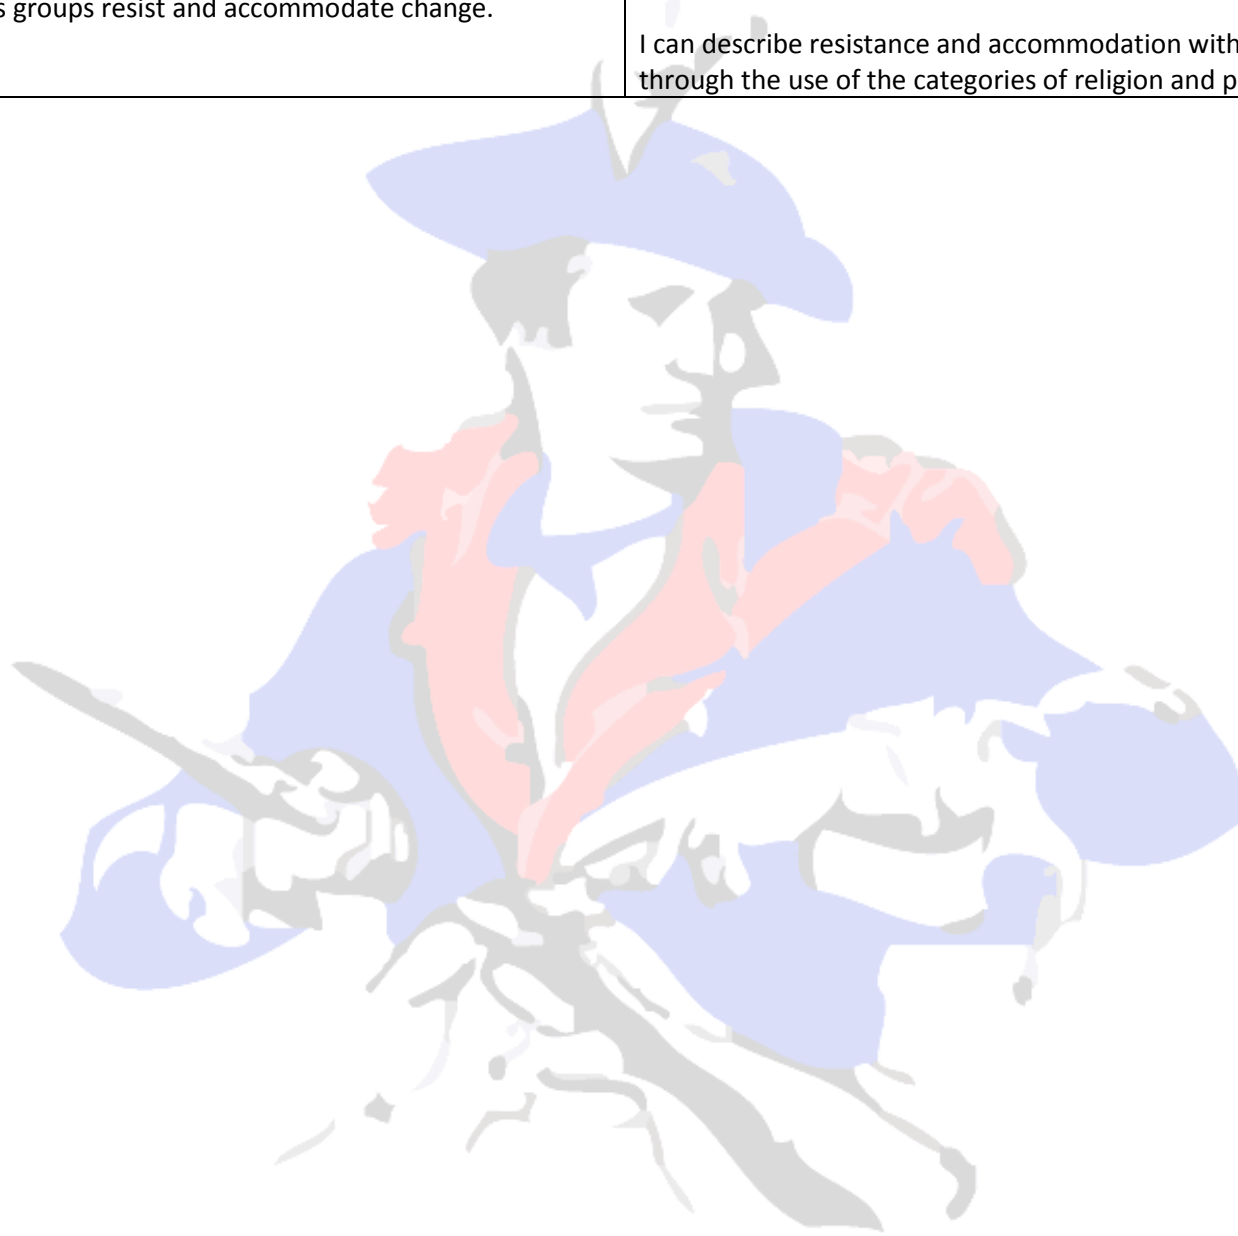 s groups resist and accommodate change.
I can describe resistance and accommodation with
through the use of the categories of religion and p